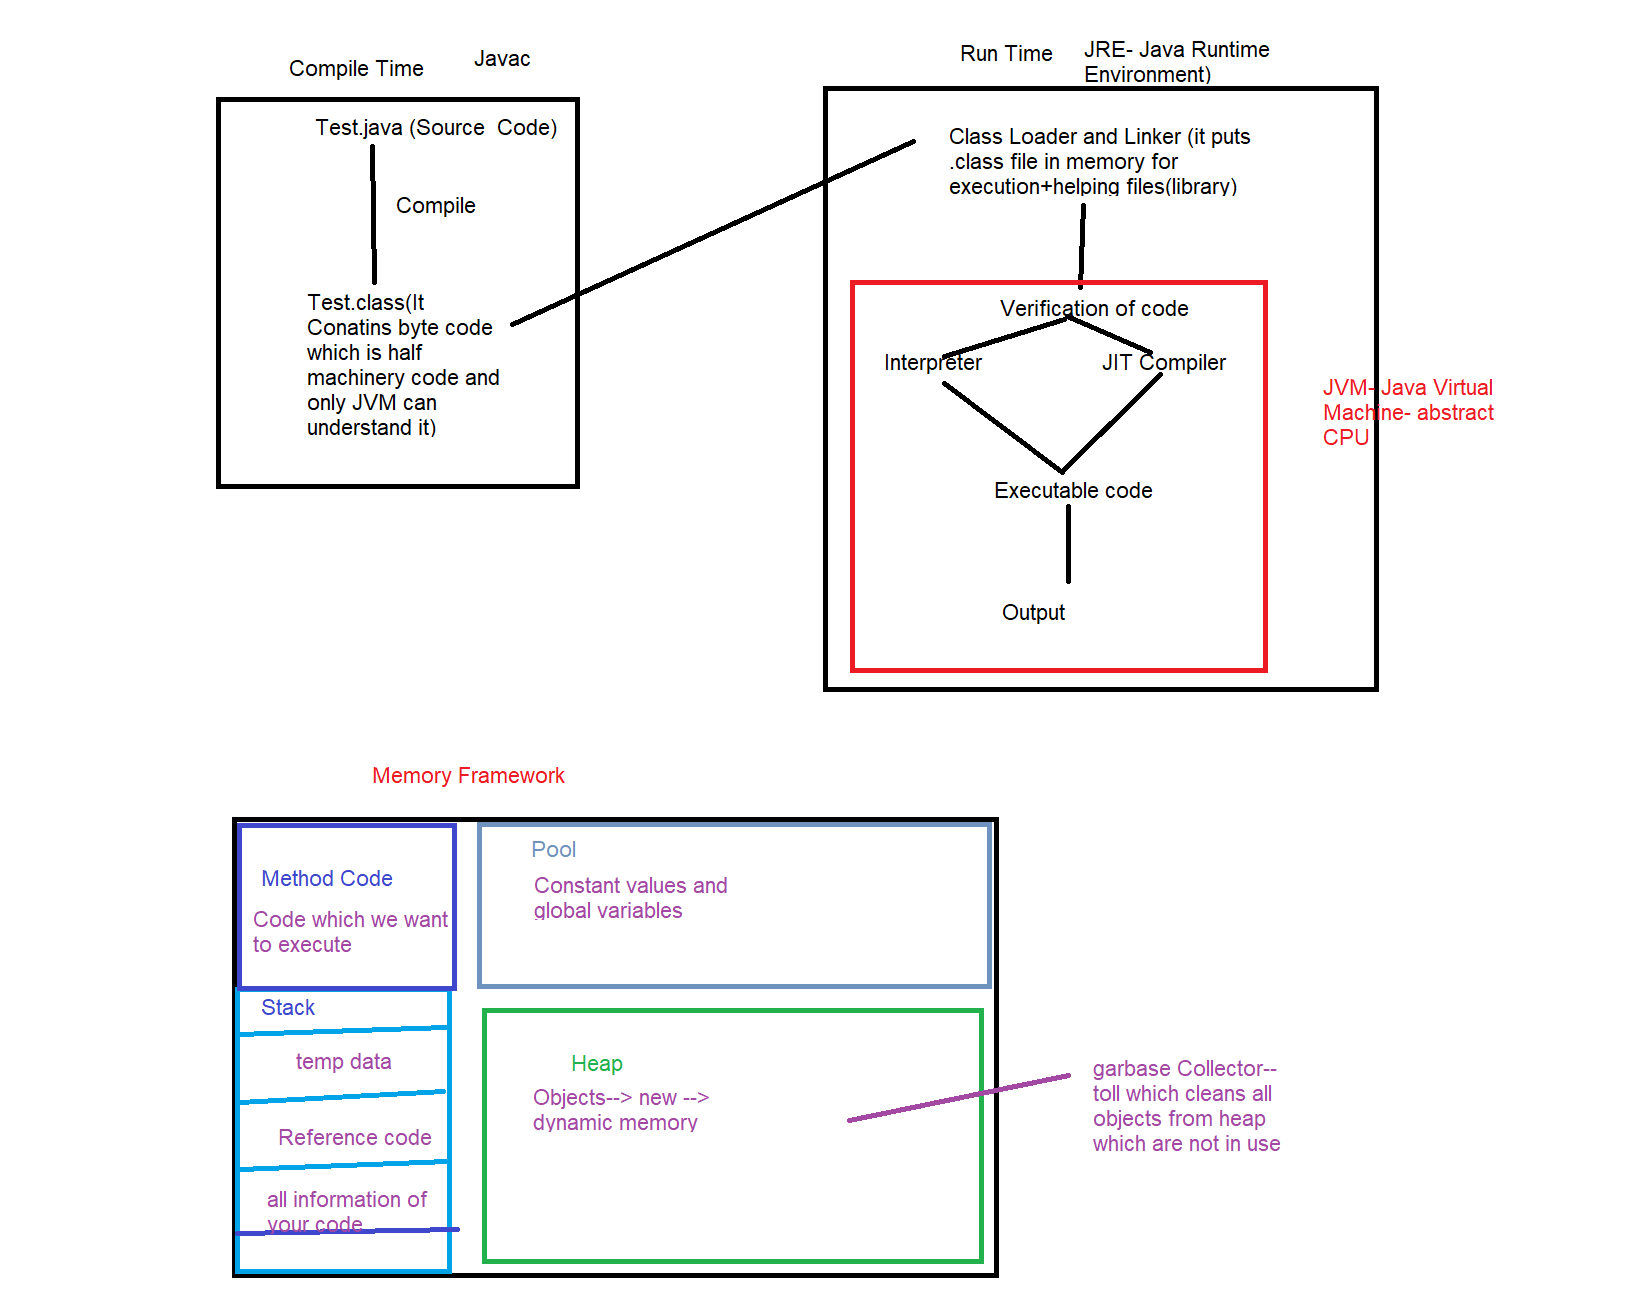 Compile Time
Javac
Test.java (Source  Code)
Compile
Test.class(It
Conatins byte code
which is half
machinery code and
only JVM can
understand it)
Run Time
JRE- Java Runtime
Environment)
Class Loader and Linker (it puts
.class file in memory for
execution+helping files(library)
Verification of code
Interpreter
JIT Compiler
Executable code
Output
JVM- Java Virtual
Machine- abstract
CPU
Memory Framework
Method Code
Code which we want
to execute
Pool
Constant values and
global variables
Stack
temp data
Reference code
all information of
your code
Heap
Objects--> new -->
dynamic memory
garbase Collector--
toll which cleans all
objects from heap
which are not in use